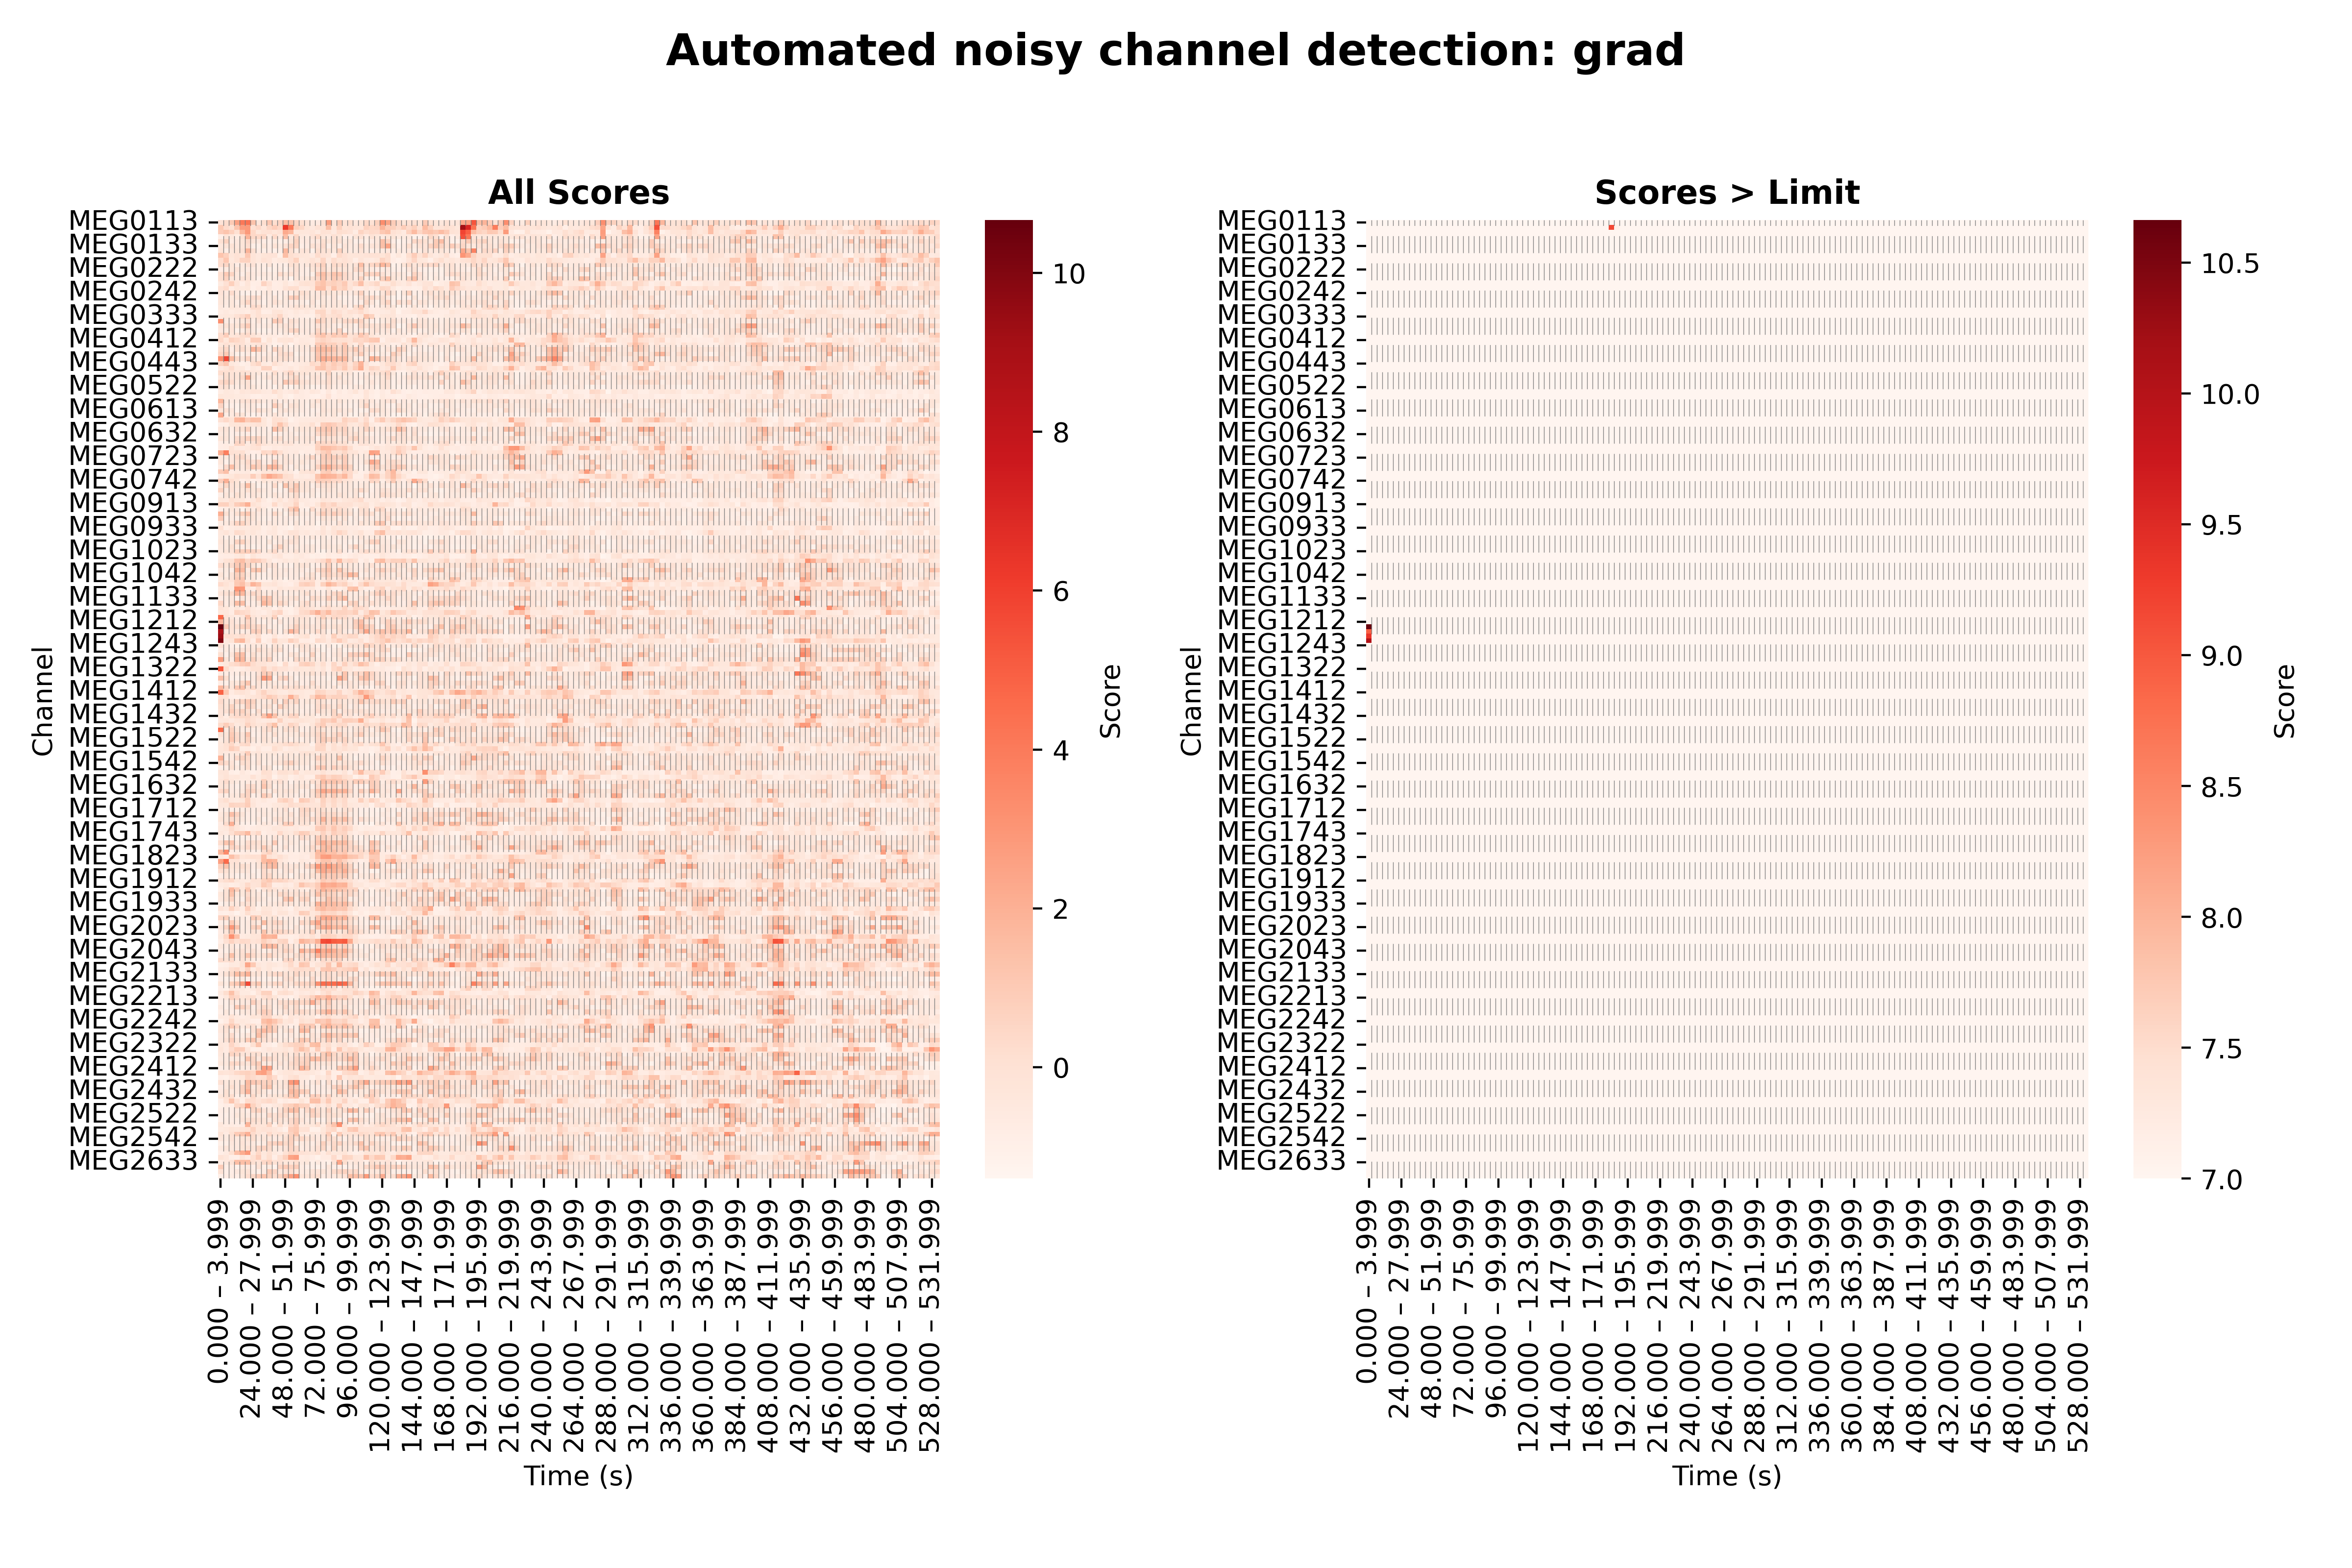 Automated noisy channel detection: grad
All Scores
MEG0113
MEG0133
MEG0222
MEG0242
MEG0333
MEG0412
MEG0443
MEG0522
MEG0613
MEG0632
MEG0723
MEG0742
MEG0913
MEG0933
MEG1023
MEG1042
MEG1133
MEG1212
MEG1243
MEG1322
MEG1412
MEG1432
MEG1522
MEG1542
MEG1632
MEG1712
MEG1743
MEG1823
MEG1912
MEG1933
MEG2023
MEG2043
MEG2133
MEG2213
MEG2242
MEG2322
MEG2412
MEG2432
MEG2522
MEG2542
MEG2633
Channel
0.000 – 3.999
24.000 – 27.999
48.000 – 51.999
72.000 – 75.999
96.000 – 99.999
120.000 – 123.999
144.000 – 147.999
168.000 – 171.999
192.000 – 195.999
216.000 – 219.999
240.000 – 243.999
264.000 – 267.999
288.000 – 291.999
312.000 – 315.999
336.000 – 339.999
360.000 – 363.999
384.000 – 387.999
408.000 – 411.999
432.000 – 435.999
456.000 – 459.999
480.000 – 483.999
504.000 – 507.999
528.000 – 531.999
Time (s)
10
8
6
4
2
0
Score
Scores > Limit
MEG0113
MEG0133
MEG0222
MEG0242
MEG0333
MEG0412
MEG0443
MEG0522
MEG0613
MEG0632
MEG0723
MEG0742
MEG0913
MEG0933
MEG1023
MEG1042
MEG1133
MEG1212
MEG1243
MEG1322
MEG1412
MEG1432
MEG1522
MEG1542
MEG1632
MEG1712
MEG1743
MEG1823
MEG1912
MEG1933
MEG2023
MEG2043
MEG2133
MEG2213
MEG2242
MEG2322
MEG2412
MEG2432
MEG2522
MEG2542
MEG2633
Channel
0.000 – 3.999
24.000 – 27.999
48.000 – 51.999
72.000 – 75.999
96.000 – 99.999
120.000 – 123.999
144.000 – 147.999
168.000 – 171.999
192.000 – 195.999
216.000 – 219.999
240.000 – 243.999
264.000 – 267.999
288.000 – 291.999
312.000 – 315.999
336.000 – 339.999
360.000 – 363.999
384.000 – 387.999
408.000 – 411.999
432.000 – 435.999
456.000 – 459.999
480.000 – 483.999
504.000 – 507.999
528.000 – 531.999
Time (s)
10.5
10.0
9.5
9.0
8.5
8.0
7.5
7.0
Score